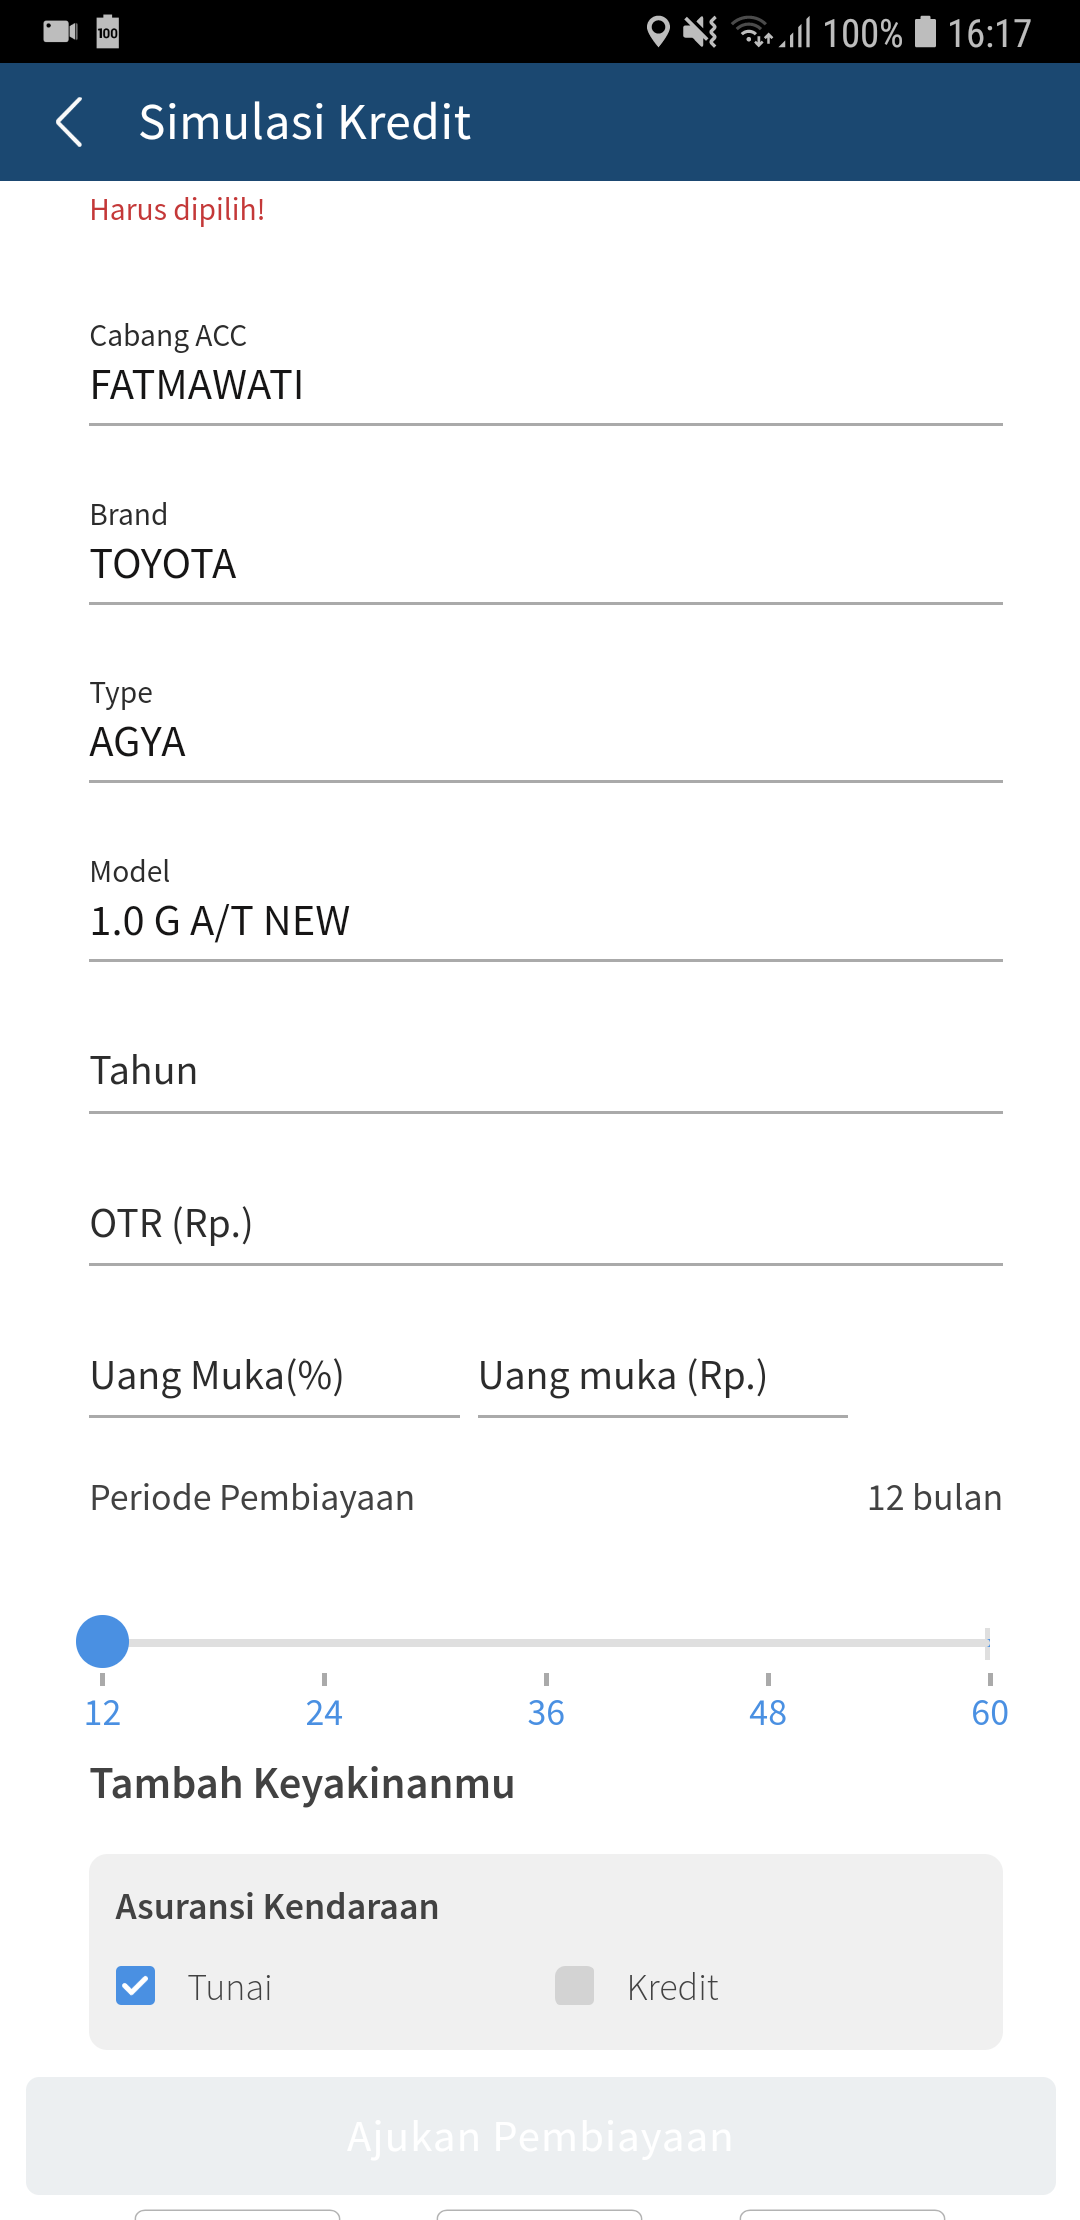 100 100% 16:17
Simulasi Kredit
Harus dipilih!
Cabang ACC
FATMAWATI
Brand
TOYOTA
Type
AGYA
Model
1.0 G A/T NEW
Tahun
OTR (Rp.)
Uang Muka(%) Uang muka (Rp.)
Periode Pembiayaan 12 bulan
12 24 36 48 60
Tambah Keyakinanmu
Asuransi Kendaraan
Tunai Kredit
Ajukan Pembiayaan